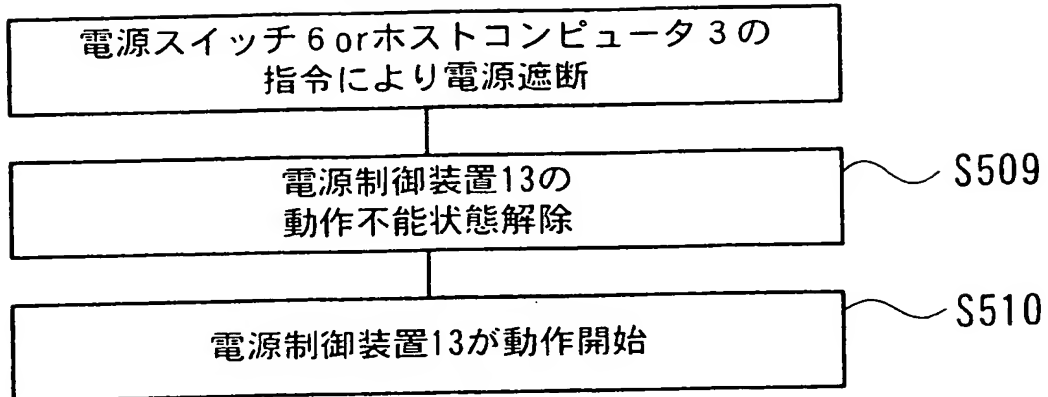 電源スイッチ6orホストコンピュータ3の
指令により電源遮断
電源制御装置13の
動作不能状態解除
S509
電源制御装置13が動作開始
S510